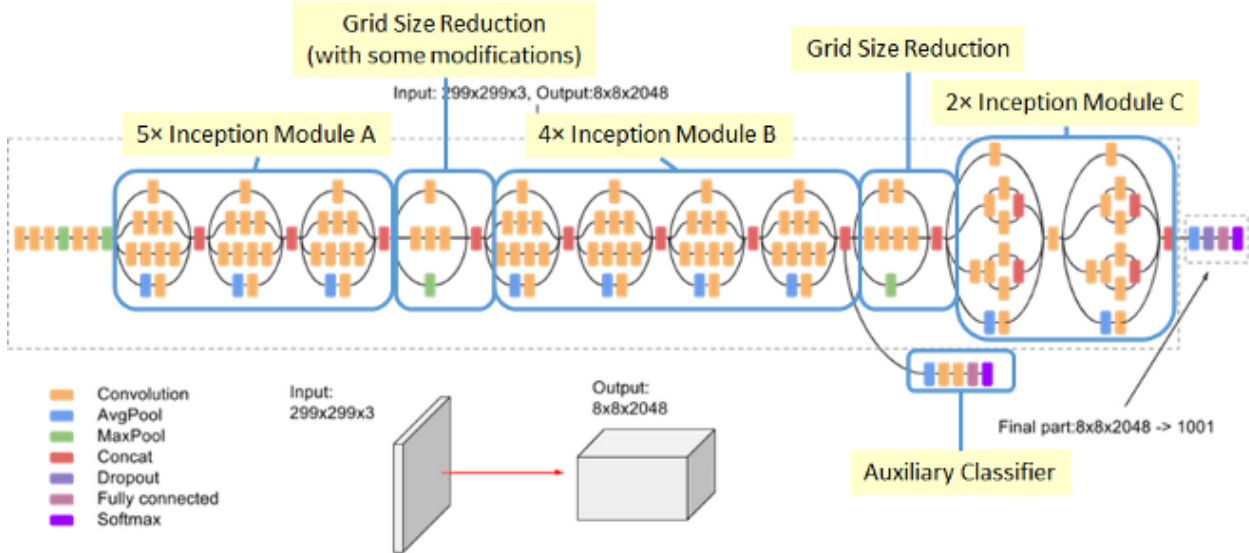 Grid Size Reduction
(with some modifications)
Grid Size Reduction
Input: 299x299x3, Output:8x8x2048
2× Inception Module C
5× Inception Module A
4× Inception Module B
Convolution
AvgPool
MaxPool
Concat
Dropout
Fully connected
Softmax
Input:
299x299x3
Output:
8x8x2048
Final part:8x8x2048 -> 1001
Auxiliary Classifier